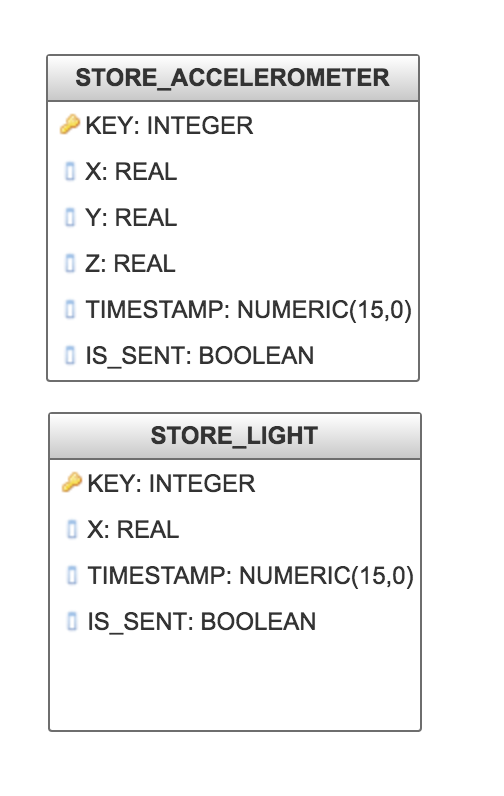 STORE_ACCELEROMETER
KEY: INTEGER
X: REAL
Y: REAL
Z: REAL
TIMESTAMP: NUMERIC(15,0)
IS_SENT: BOOLEAN
STORE_LIGHT
KEY: INTEGER
X: REAL
TIMESTAMP: NUMERIC(15,0)
IS_SENT: BOOLEAN